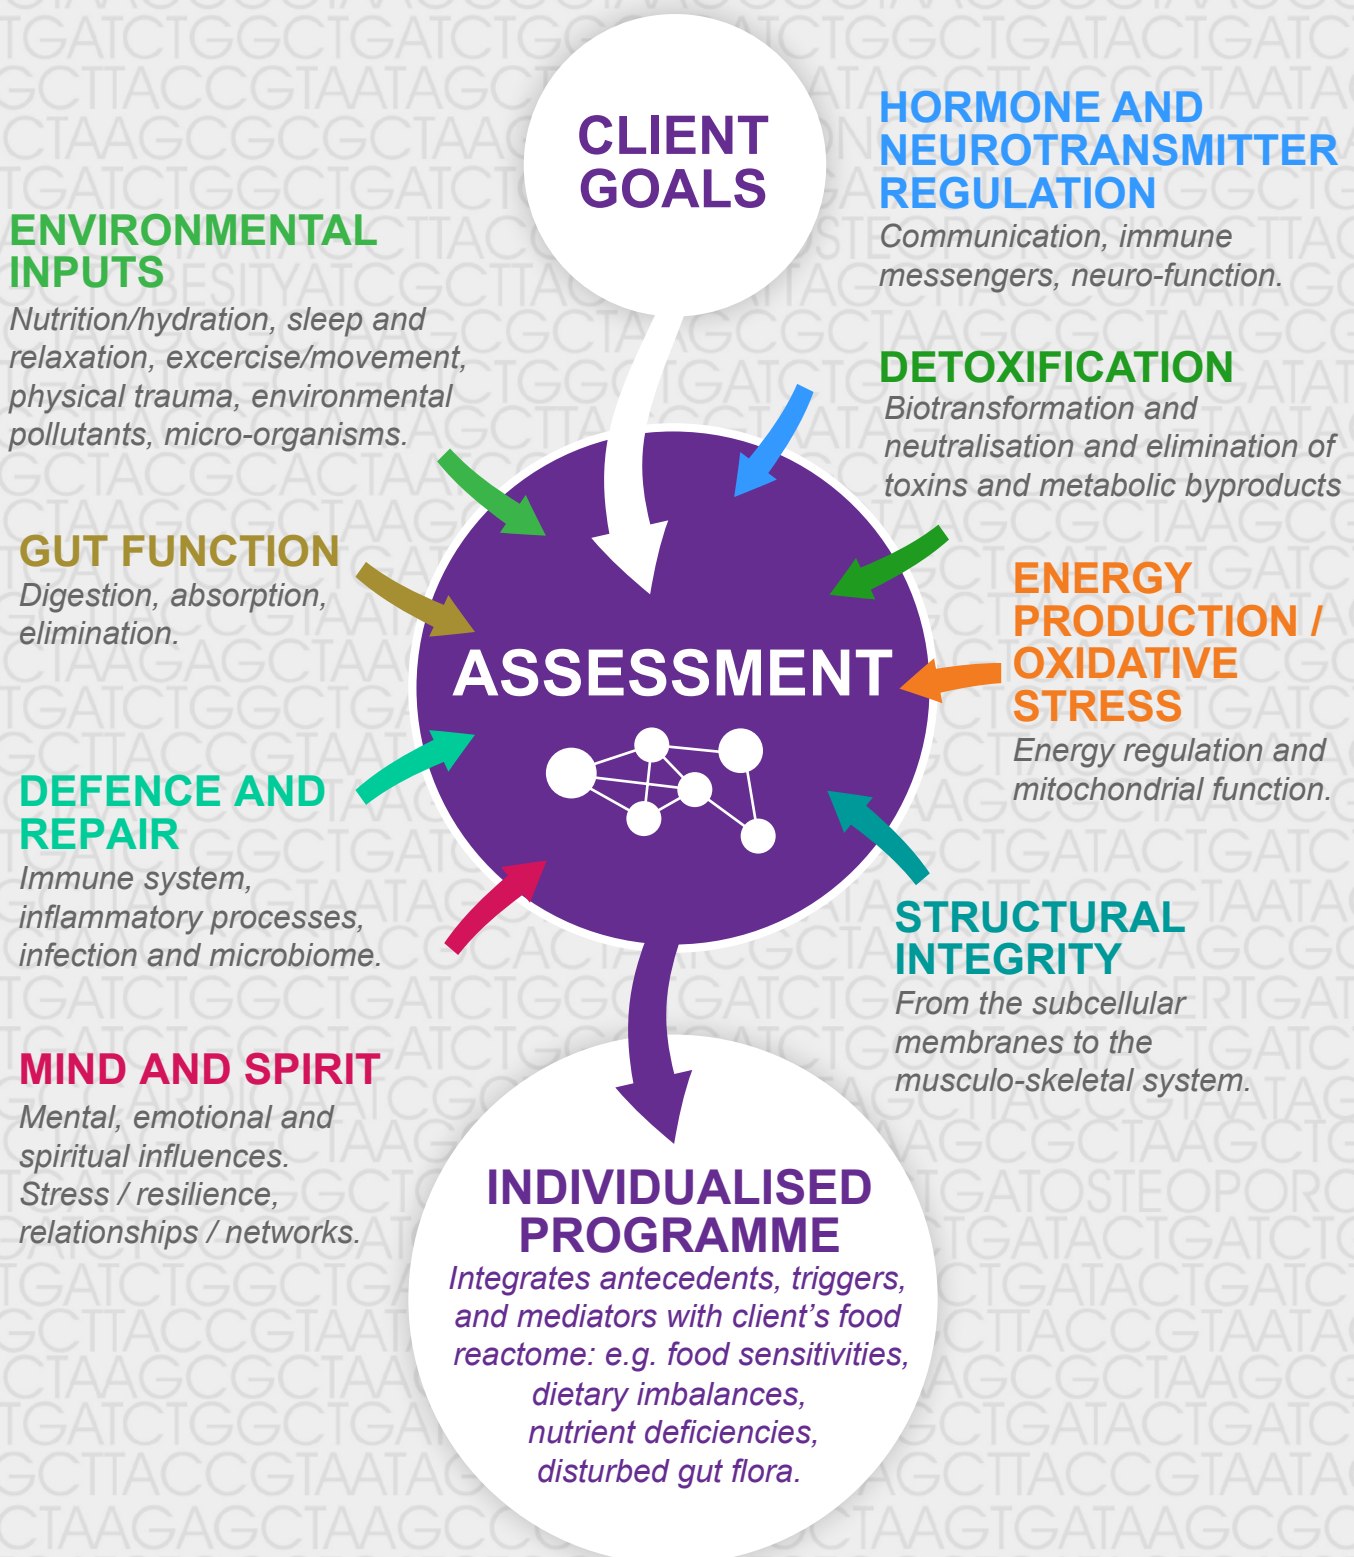 CLIENT
GOALS
ENVIRONMENTAL
INPUTS
Nutrition/hydration, sleep and
relaxation, excercise/movement,
physical trauma, environmental
pollutants, micro-organisms.
GUT FUNCTION
Digestion, absorption,
elimination.
DEFENCE AND
REPAIR
Immune system,
inflammatory processes,
infection and microbiome.
MIND AND SPIRIT
Mental, emotional and
spiritual influences.
Stress / resilience,
relationships / networks.
HORMONE AND
NEUROTRANSMITTER
REGULATION
Communication, immune
messengers, neuro-function.
DETOXIFICATION
Biotransformation and
neutralisation and elimination of
toxins and metabolic byproducts
ENERGY
PRODUCTION /
OXIDATIVE
STRESS
Energy regulation and
mitochondrial function.
STRUCTURAL
INTEGRITY
From the subcellular
membranes to the
musculo-skeletal system.
ASSESSMENT
INDIVIDUALISED
PROGRAMME
Integrates antecedents, triggers,
and mediators with client’s food
reactome: e.g. food sensitivities,
dietary imbalances,
nutrient deficiencies,
disturbed gut flora.